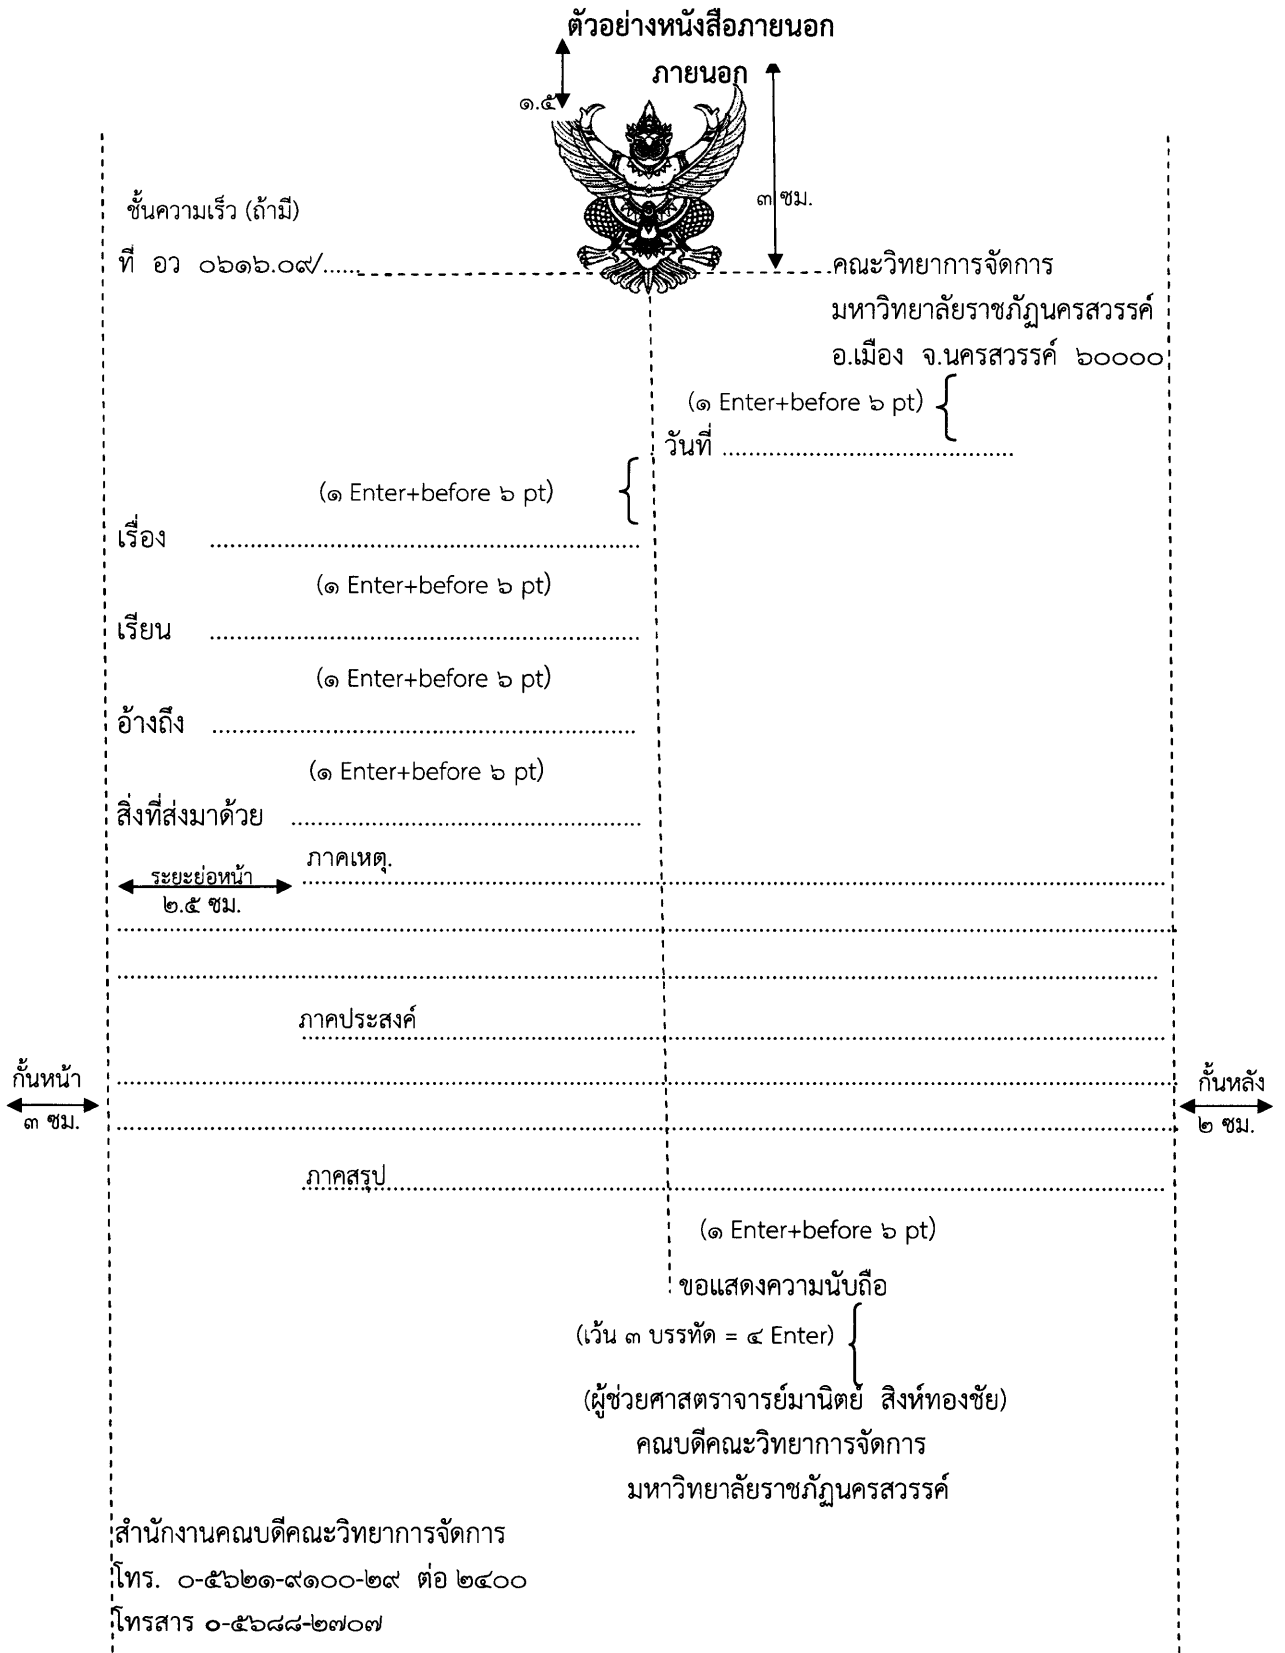 ตัวอย่างหนังสือภายนอก
ภายนอก
๑.๕
๓ ซม.
ชั้นความเร็ว (ถ้ามี)
ที่ อว ๐๖๑๖.๐๙/......
คณะวิทยาการจัดการ
มหาวิทยาลัยราชภัฏนครสวรรค์
อ.เมือง จ.นครสวรรค์ ๖๐๐๐๐
(๑ Enter+before ๖ pt)
วันที่ ............................................
(๑ Enter+before ๖ pt)
เรื่อง ................................................................
(๑ Enter+before ๖ pt)
เรียน ................................................................
(๑ Enter+before ๖ pt)
อ้างถึง ................................................................
(๑ Enter+before ๖ pt)
สิ่งที่ส่งมาด้วย ....................................................
ภาคเหตุ.
ระยะย่อหน้า
๒.๕ ซม.
ภาคประสงค์
กั้นหน้า
๓ ซม.
กั้นหลัง
๒ ซม.
ภาคสรุป
(๑ Enter+before ๖ pt)
ขอแสดงความนับถือ
(เว้น ๓ บรรทัด = ๔ Enter)
(ผู้ช่วยศาสตราจารย์มานิตย์ สิงห์ทองชัย)
คณบดีคณะวิทยาการจัดการ
มหาวิทยาลัยราชภัฏนครสวรรค์
สำนักงานคณบดีคณะวิทยาการจัดการ
โทร. ๐-๕๖๒๑-๙๑๐๐-๒๙ ต่อ ๒๔๐๐
โทรสาร ๐-๕๖๘๘-๒๗๐๗